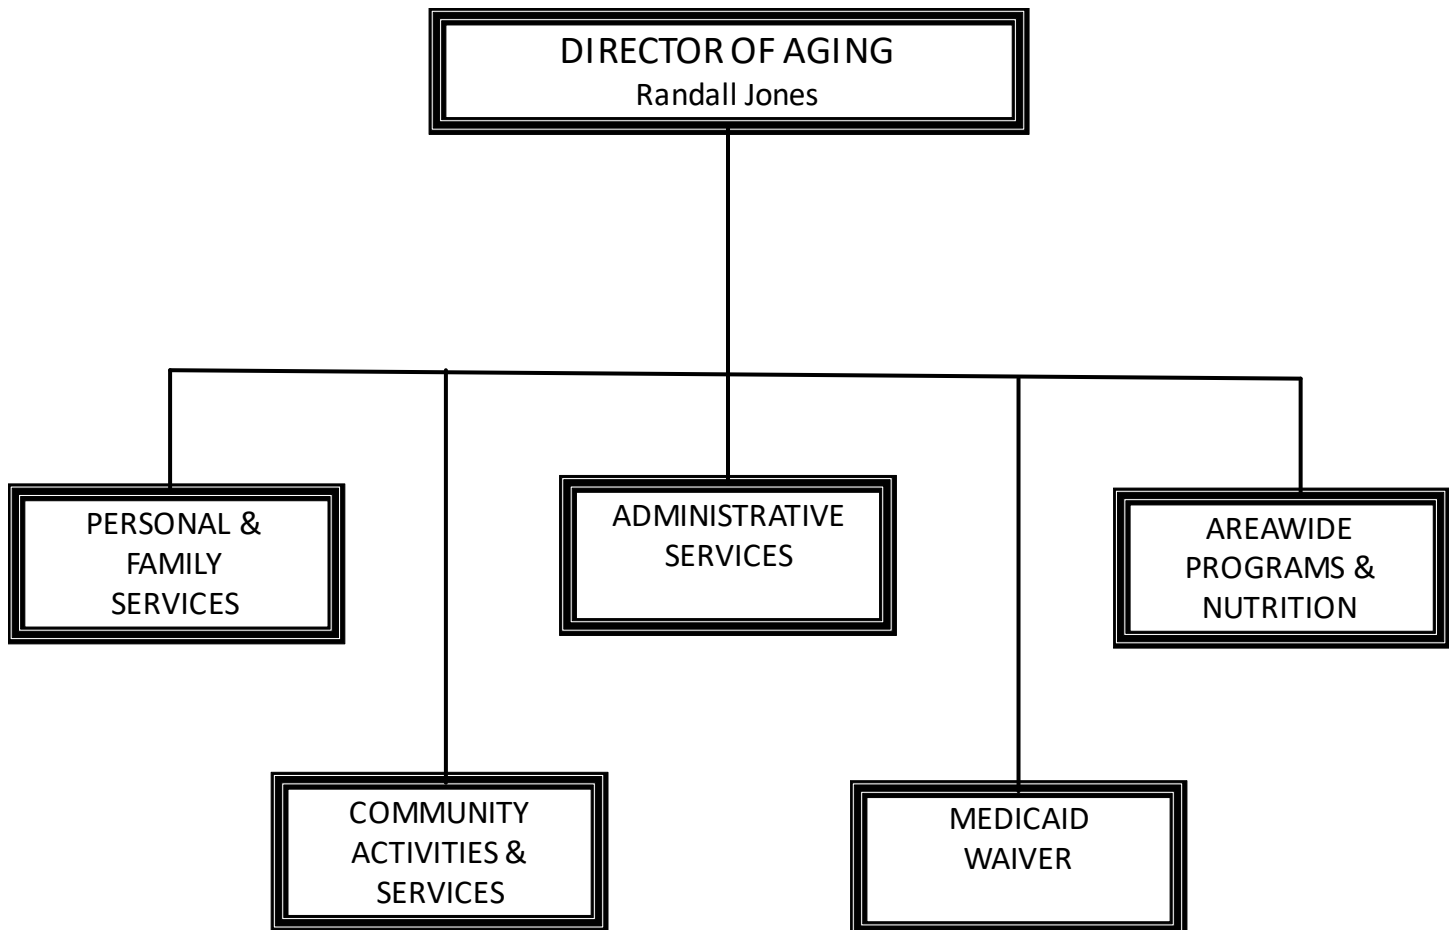 DIRECTOR OF AGING
Randall Jones
PERSONAL &
FAMILY
SERVICES
ADMINISTRATIVE
SERVICES
AREAWIDE
PROGRAMS &
NUTRITION
COMMUNITY
ACTIVITIES &
SERVICES
MEDICAID
WAIVER